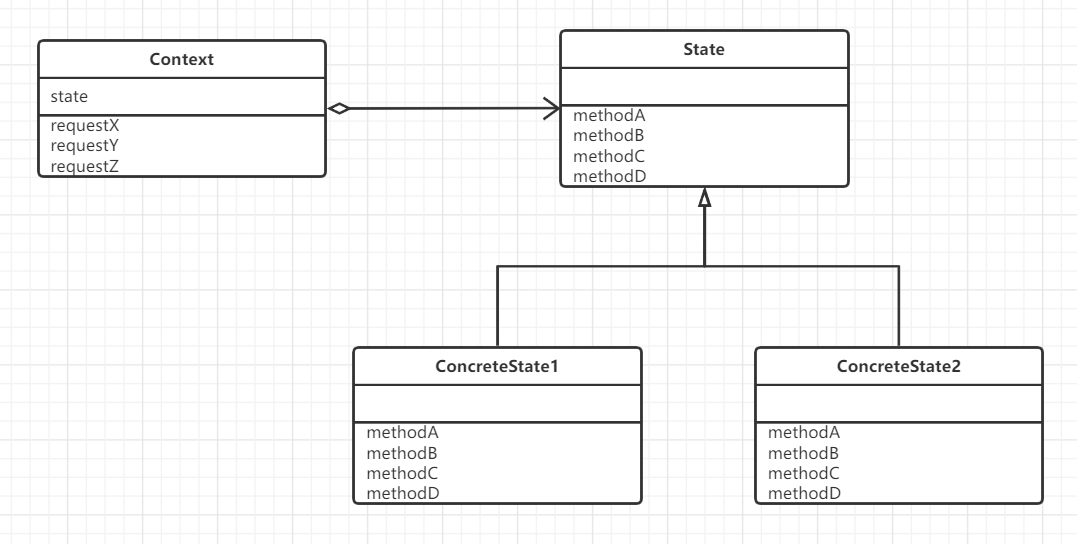 Context
state
requestX
requestY
requestZ
State
methodA
methodB
methodC
methodD
ConcreteState1
methodA
methodB
methodC
methodD
ConcreteState2
methodA
methodB
methodC
methodD